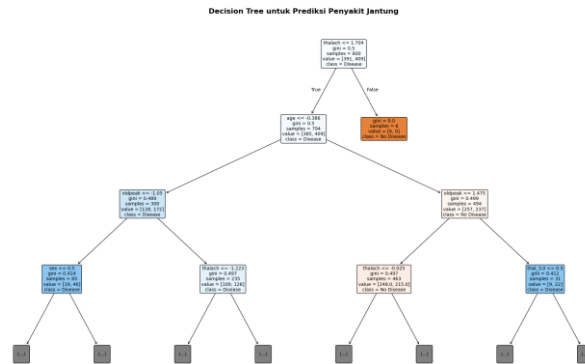 Decision Tree untuk Prediksi Penyakit Jantung
thalach <= 1.704
gini = 0.5
samples = 800
value = [391, 409]
class = Disease
True
False
age <= -0.386
gini = 0.5
samples = 794
value = [385, 409]
class = Disease
gini = 0.0
samples = 6
value = [6, 0]
class = No Disease
oldpeak <= -1.05
gini = 0.489
samples = 300
value = [128, 172]
class = Disease
oldpeak <= 1.475
gini = 0.499
samples = 494
value = [257, 237]
class = No Disease
sex <= 0.5
gini = 0.414
samples = 65
value = [19, 46]
class = Disease
thalach <= -1.223
gini = 0.497
samples = 235
value = [109, 126]
class = Disease
thalach <= -0.625
gini = 0.497
samples = 463
value = [248.0, 215.0]
class = No Disease
thal_3.0 <= 0.5
gini = 0.412
samples = 31
value = [9, 22]
class = Disease
(...)
(...)
(...)
(...)
(...)
(...)
(...)